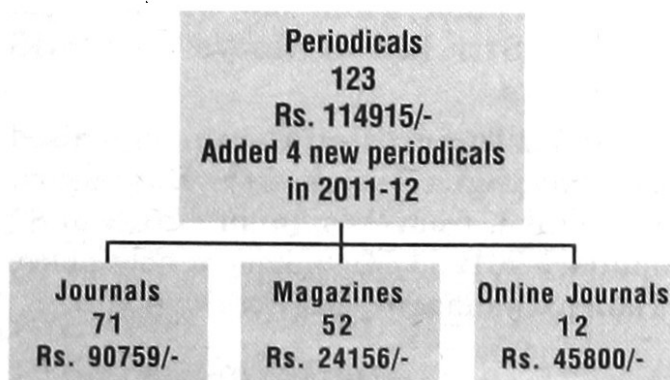 Periodicals
123
Rs. 114915/-
Added 4 new periodicals
in 2011-12
Journals
71
Rs. 90759/-
Magazines
52
Rs. 24156/-
Online Journals
12
Rs. 45800/-